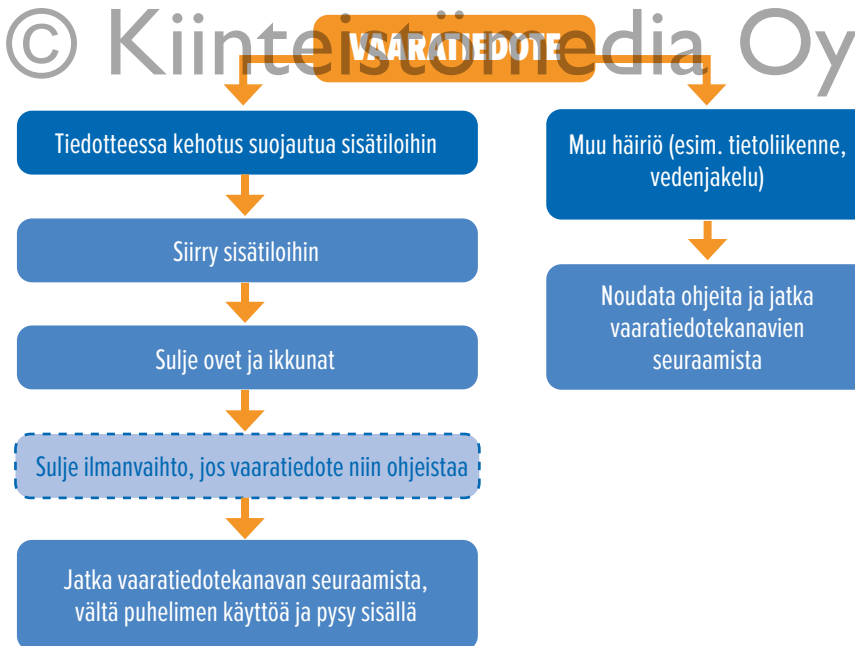 © Kiinteistömedia Oy
VAARATIEDOTE
Tiedotteessa kehotus suojautua sisätiloihin
Siirry sisätiloihin
Sulje ovet ja ikkunat
Sulje ilmanvaihto, jos vaaratiedote niin ohjeistaa
Jatka vaaratiedotekanavan seuraamista,
vältä puhelimen käyttöä ja pysy sisällä
Muu häiriö (esim. tietoliikenne,
vedenjakelu)
Noudata ohjeita ja jatka
vaaratiedotekanavien
seuraamista